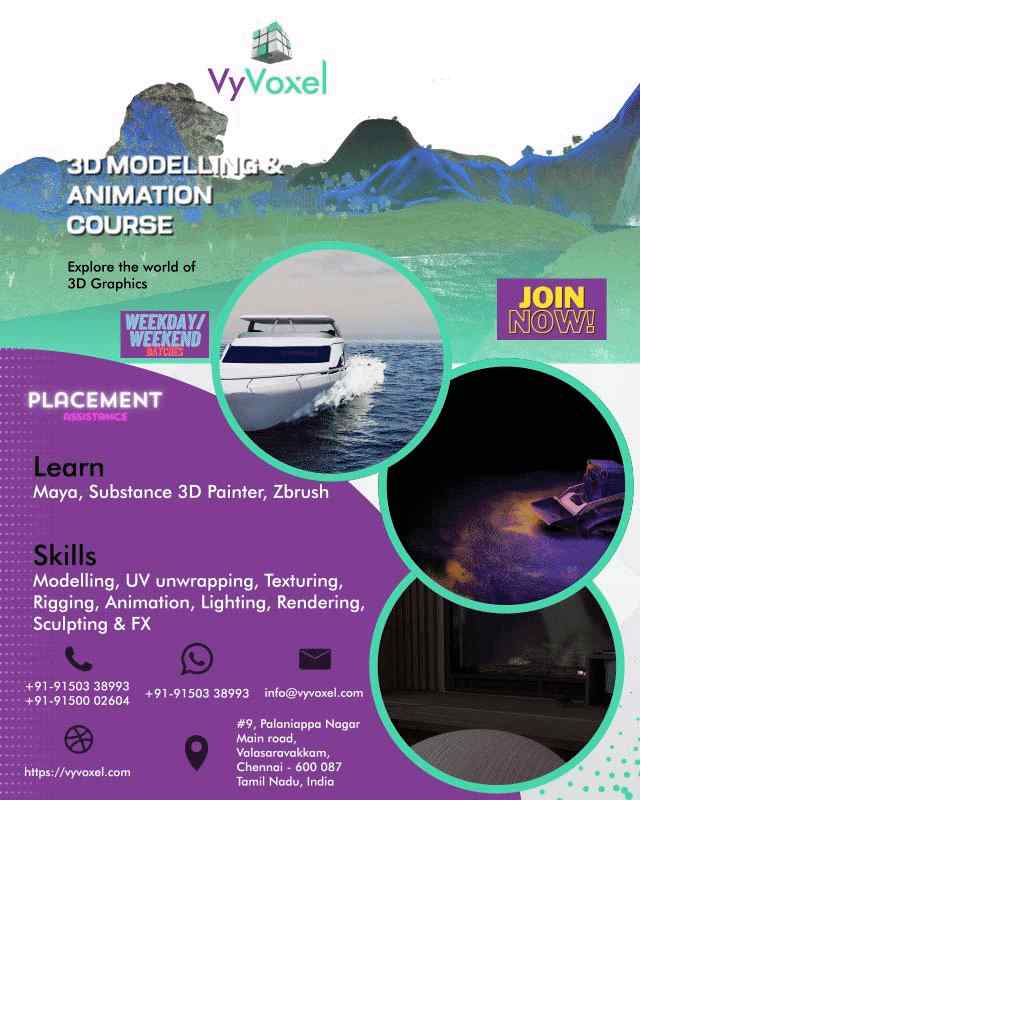 VyVoxel
3D MODELLING &
ANIMATION
COURSE
Explore the world of
3D Graphics
JOIN
NOW!
WEEKDAY/
WEEKEND
BATCHES
PLACEMENT
ASSISTANCE
Learn
Maya, Substance 3D Painter, Zbrush
Skills
Modelling, UV unwrapping, Texturing,
Rigging, Animation, Lighting, Rendering,
Sculpting & FX
+91-91503 38993
+91-91500 02604
+91-91503 38993
info@vyvoxel.com
https://vyvoxel.com
#9, Palaniappa Nagar
Main road,
Valasaravakkam,
Chennai - 600 087
Tamil Nadu, India